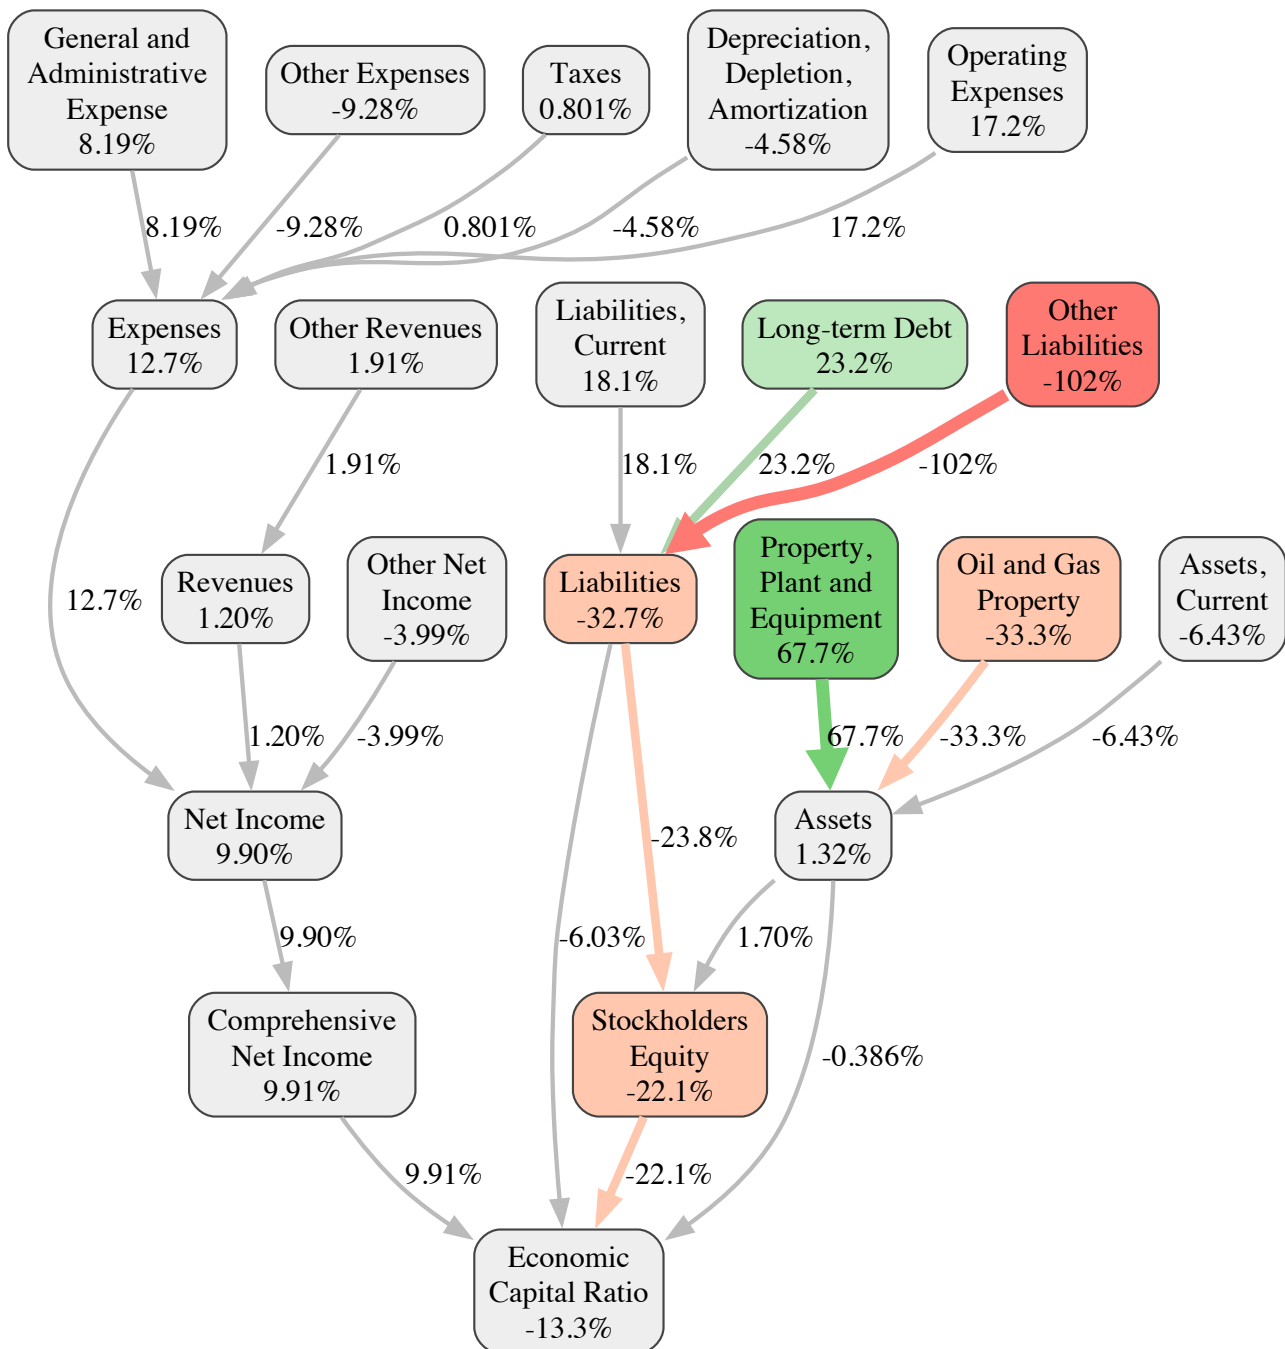 General and
Administrative
Expense
8.19%
Other Expenses
-9.28%
Taxes
0.801%
Depreciation,
Depletion,
Amortization
-4.58%
Operating
Expenses
17.2%
8.19%
-9.28%
0.801%
-4.58%
17.2%
Expenses
12.7%
Other Revenues
1.91%
Liabilities,
Current
18.1%
Long-term Debt
23.2%
Other
Liabilities
-102%
1.91%
18.1%
23.2%
-102%
12.7%
Revenues
1.20%
Other Net
Income
-3.99%
Liabilities
-32.7%
Property,
Plant and
Equipment
67.7%
Oil and Gas
Property
-33.3%
Assets,
Current
-6.43%
1.20%
-3.99%
67.7%
-33.3%
-6.43%
Net Income
9.90%
-23.8%
Assets
1.32%
9.90%
-6.03%
1.70%
Comprehensive
Net Income
9.91%
Stockholders
Equity
-22.1%
-0.386%
9.91%
-22.1%
Economic
Capital Ratio
-13.3%